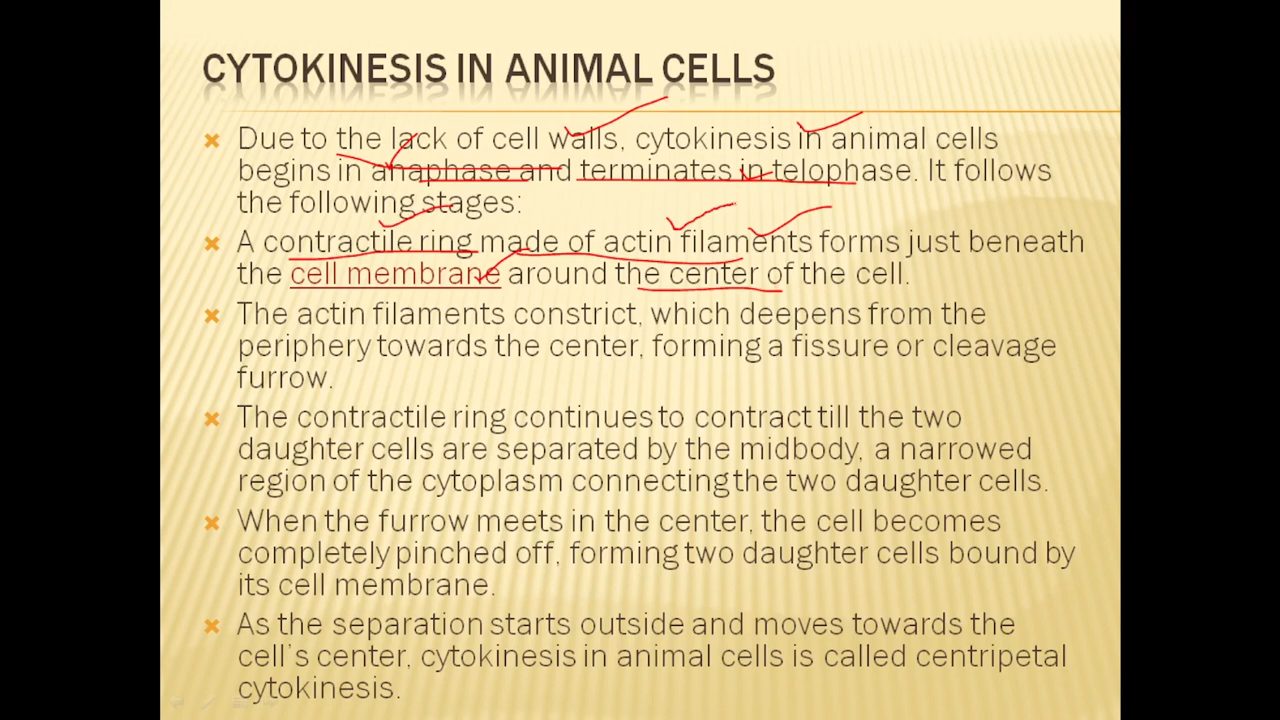 CYTOKINESIS IN ANIMAL CELLS
Due to the lack of cell walls, cytokinesis in animal cells
begins in anaphase and terminates in telophase. It follows
the following stages:
A contractile ring made of actin filaments forms just beneath
the cell membrane around the center of the cell.
The actin filaments constrict, which deepens from the
periphery towards the center, forming a fissure or cleavage
furrow.
The contractile ring continues to contract till the two
daughter cells are separated by the midbody, a narrowed
region of the cytoplasm connecting the two daughter cells.
When the furrow meets in the center, the cell becomes
completely pinched off, forming two daughter cells bound by
its cell membrane.
As the separation starts outside and moves towards the
cell's center, cytokinesis in animal cells is called centripetal
cytokinesis.